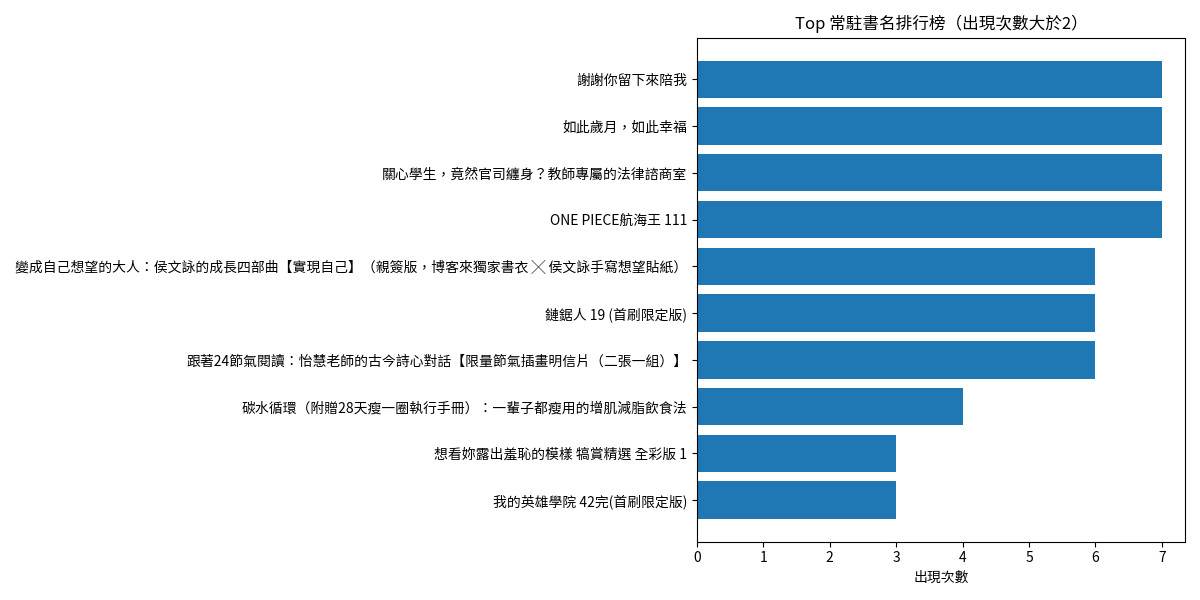 Top 常駐書名排行榜（出現次數大於2）
謝謝你留下來陪我
如此歲月，如此幸福
關心學生，竟然官司纏身？教師專屬的法律諮商室
ONE PIECE航海王 111
變成自己想望的大人：侯文詠的成長四部曲【實現自己】（親簽版，博客來獨家書衣╳侯文詠手寫想望貼紙）
鏈鋸人 19 (首刷限定版)
跟著24節氣閱讀：怡慧老師的古今詩心對話【限量節氣插畫明信片（二張一組）】
碳水循環（附贈28天瘦一圈執行手冊）：一輩子都瘦用的增肌減脂飲食法
想看妳露出羞恥的模樣 犒賞精選 全彩版 1
我的英雄學院 42完(首刷限定版)
0 1 2 3 4 5 6 7
出現次數